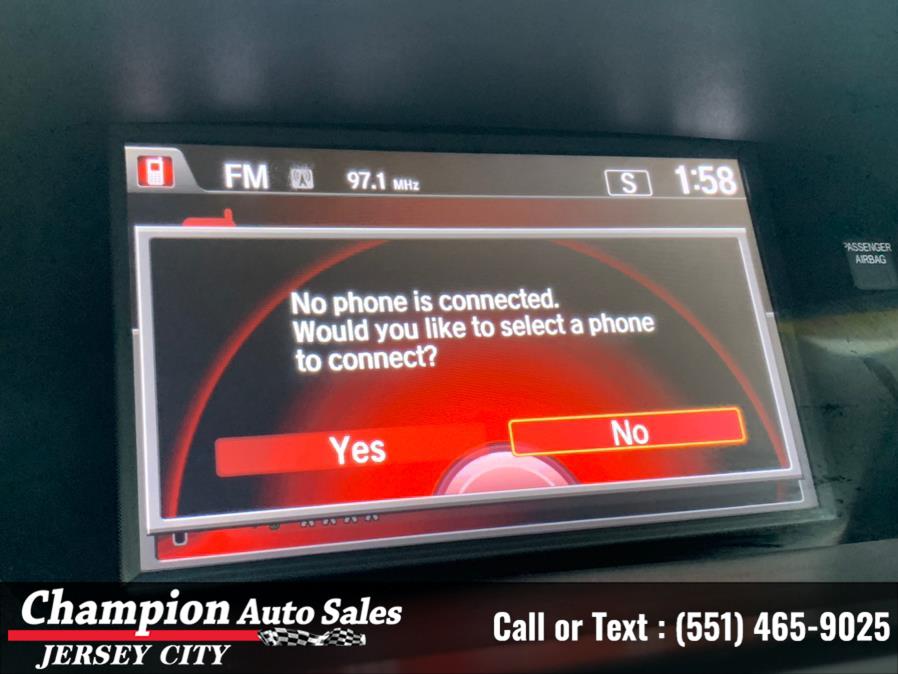 FM 97.1 MHz S 1:58
PASSENGER
AIRBAG
No phone is connected.
Would you like to select a phone
to connect?
Yes No
Champion Auto Sales
JERSEY CITY
Call or Text : (551) 465-9025